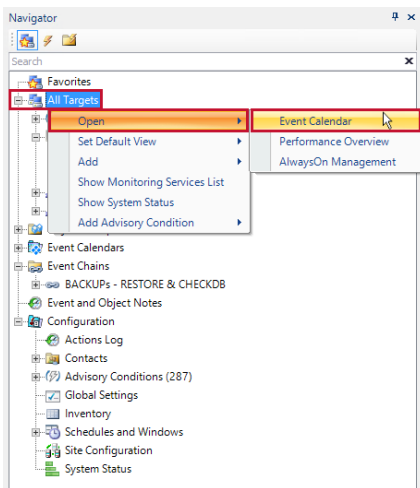 Navigator
Search
Favorites
All Targets
Open
Event Calendar
Set Default View
Performance Overview
Add
AlwaysOn Management
Show Monitoring Services List
Show System Status
Add Advisory Condition
Event Calendars
Event Chains
BACKUPs - RESTORE & CHECKDB
Event and Object Notes
Configuration
Actions Log
Contacts
Advisory Conditions (287)
Global Settings
Inventory
Schedules and Windows
Site Configuration
System Status